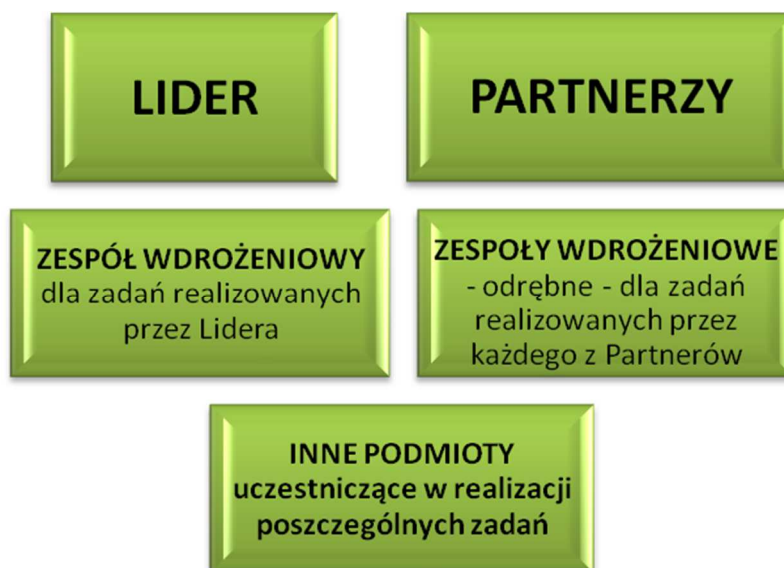 LIDER
PARTNERZY
ZESPÓŁ WDROŻENIOWY
dla zadań realizowanych
przez Lidera
ZESPOŁY WDROŻENIOWE
- odrębne - dla zadań
realizowanych przez
każdego z Partnerów
INNE PODMIOTY
uczestniczące w realizacji
poszczególnych zadań